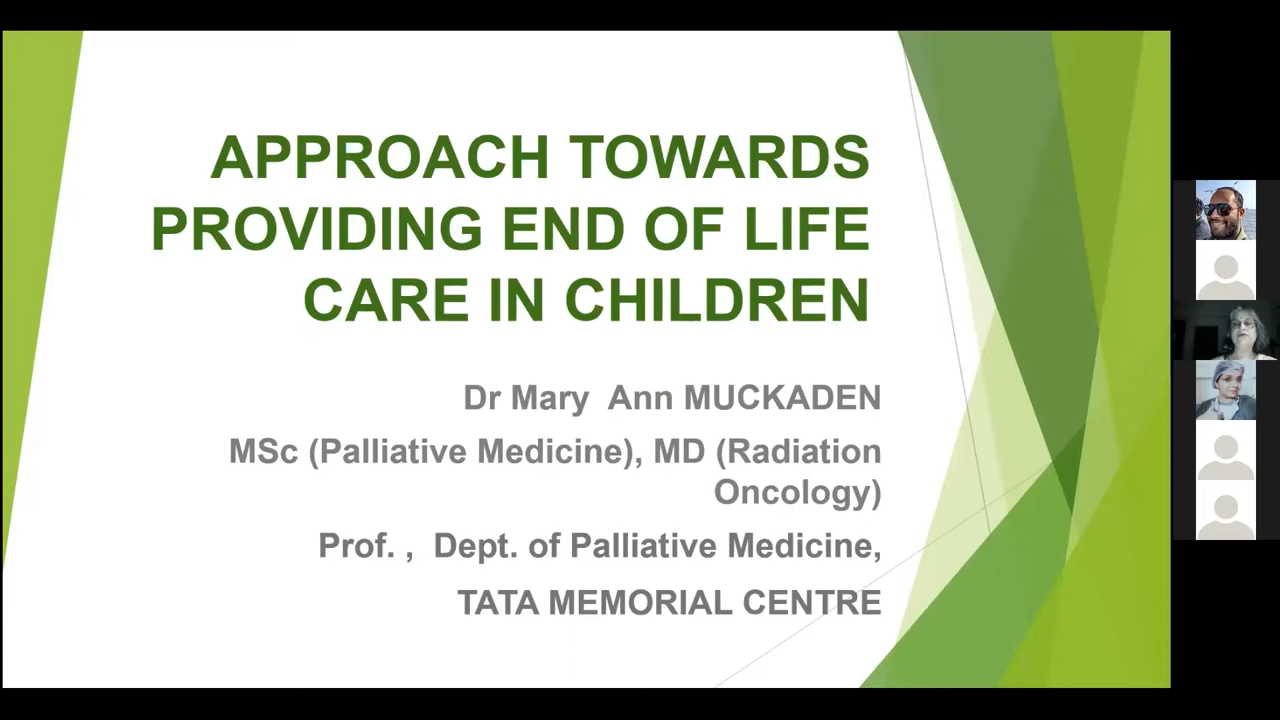 APPROACH TOWARDS
PROVIDING END OF LIFE
CARE IN CHILDREN
Dr Mary Ann MUCKADEN
MSc (Palliative Medicine), MD (Radiation
Oncology)
Prof. , Dept. of Palliative Medicine,
TATA MEMORIAL CENTRE